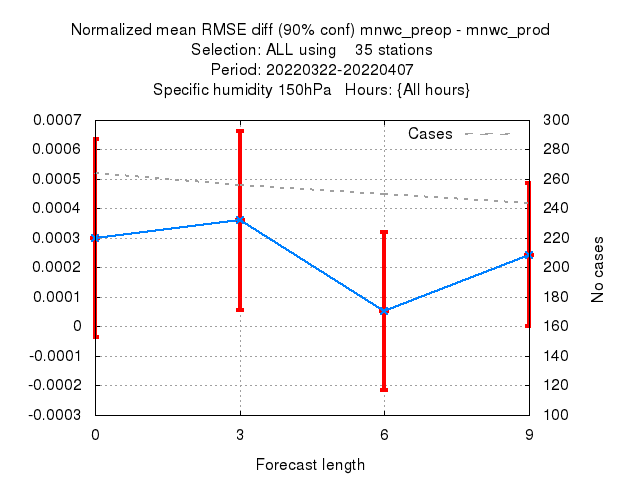 Normalized mean RMSE diff (90% conf) mnwc_preop - mnwc_prod
Selection: ALL using 35 stations
Period: 20220322-20220407
Specific humidity 150hPa Hours: {All hours}
Cases
0.0007
0.0006
0.0005
0.0004
0.0003
0.0002
0.0001
0
-0.0001
-0.0002
-0.0003
300
280
260
240
220
200
180
160
140
120
100
No cases
0 3 6 9
Forecast length